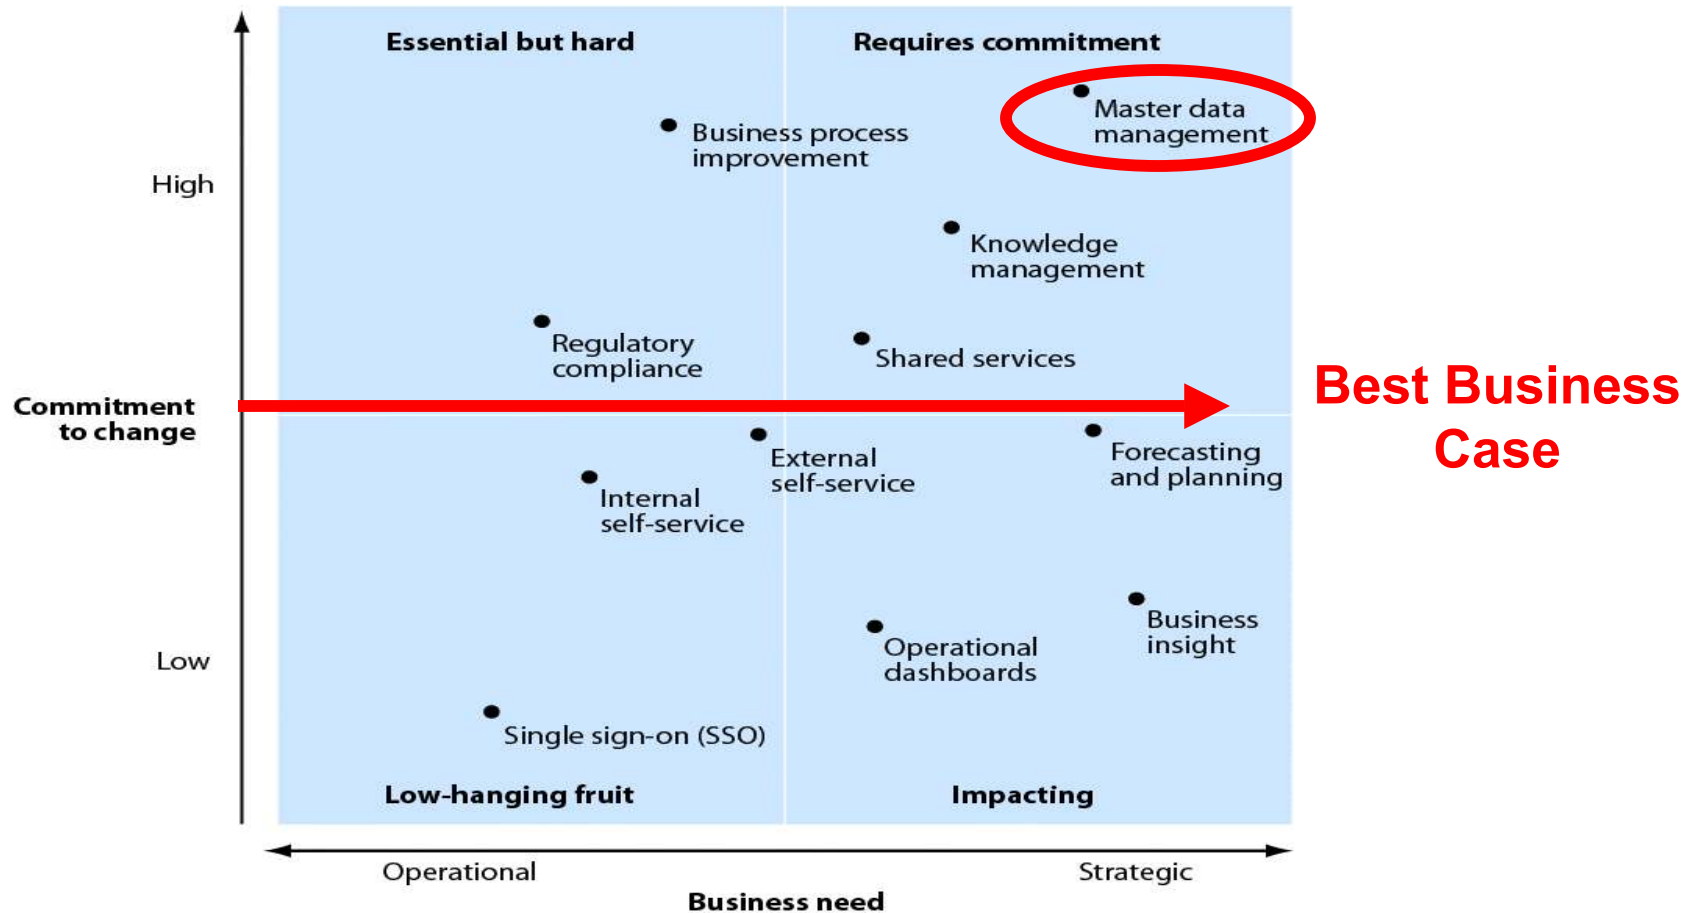 Essential but hard
Requires commitment
Master data
management
Business process
improvement
High
Knowledge
management
Regulatory
compliance
Shared services
Best Business
Case
Commitment
to change
External
self-service
Forecasting
and planning
Internal
self-service
Business
insight
Operational
dashboards
Low
Single sign-on (SSO)
Low-hanging fruit
Impacting
Operational
Strategic
Business need